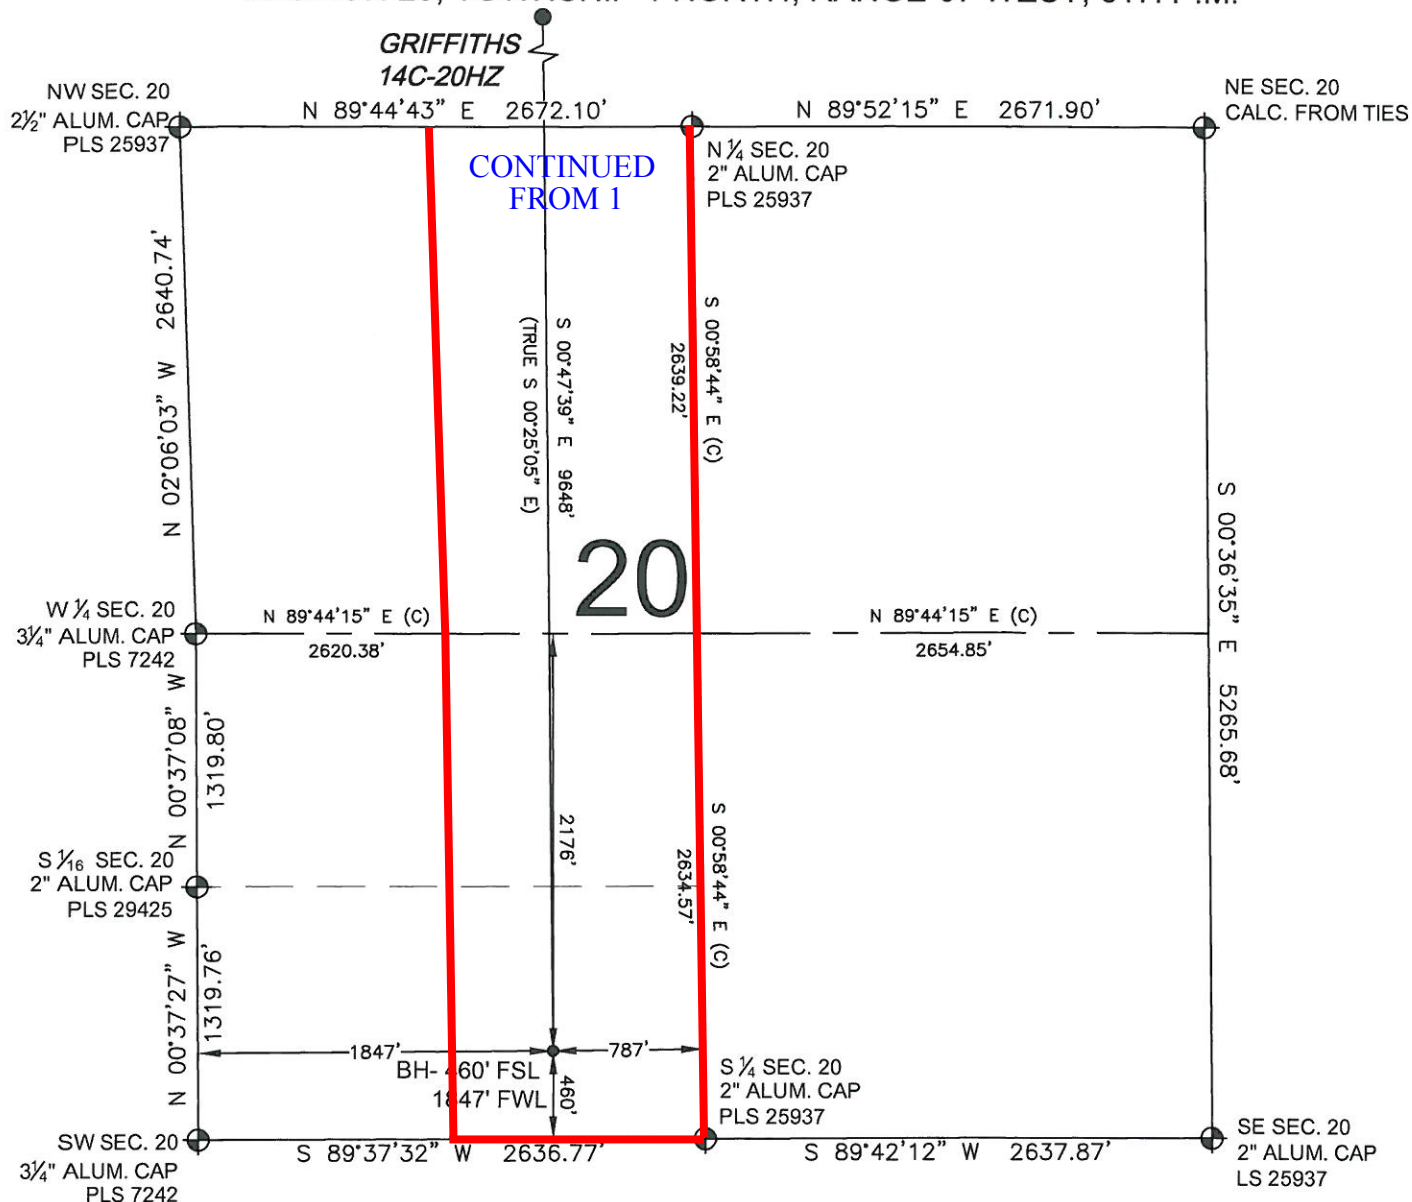 GRIFFITHS
14C-20HZ
NW SEC. 20
2½" ALUM. CAP
PLS 25937
N 89°44'43" E 2672.10'
N 89°52'15" E 2671.90'
NE SEC. 20
CALC. FROM TIES
CONTINUED
FROM 1
N ¼ SEC. 20
2" ALUM. CAP
PLS 25937
N 02°06'03" W 2640.74'
S 00°47'39" E 9648'
(TRUE S 00°25'05" E)
S 00°58'44" E (C)
2639.22'
S 00°36'35" E 5265.68'
20
W ¼ SEC. 20
3¼" ALUM. CAP
PLS 7242
N 89°44'15" E (C)
2620.38'
N 89°44'15" E (C)
2654.85'
N 00°37'08" W
1319.80'
2176'
S 00°58'44" E (C)
2634.57'
S 1⁄16 SEC. 20
2" ALUM. CAP
PLS 29425
N 00°37'27" W
1319.76'
1847'
787'
BH- 460' FSL
1847' FWL
460'
S ¼ SEC. 20
2" ALUM. CAP
PLS 25937
SW SEC. 20
3¼" ALUM. CAP
PLS 7242
S 89°37'32" W 2636.77'
S 89°42'12" W 2637.87'
SE SEC. 20
2" ALUM. CAP
LS 25937